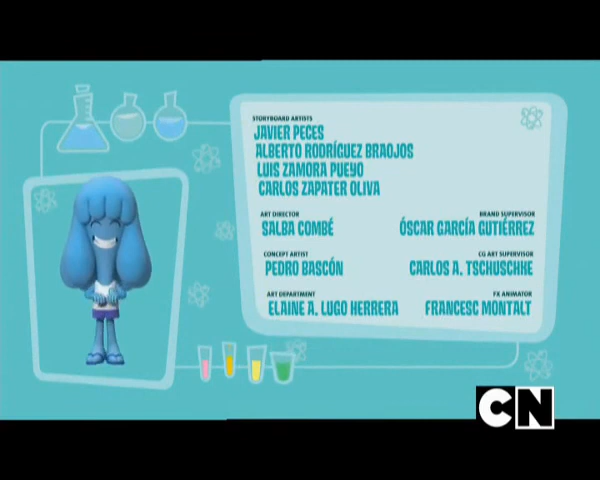 STORYBOARD ARTISTS
JAVIER PECES
ALBERTO RODRÍGUEZ BRAOJOS
LUIS ZAMORA PUEYO
CARLOS ZAPATER OLIVA
ART DIRECTOR
SALBA COMBÉ
BRAND SUPERVISOR
ÓSCAR GARCÍA GUTIÉRREZ
CONCEPT ARTIST
PEDRO BASCÓN
CG ART SUPERVISOR
CARLOS A. TSCHUSCHKE
ART DEPARTMENT
ELAINE A. LUGO HERRERA
FX ANIMATOR
FRANCESC MONTALT
CN